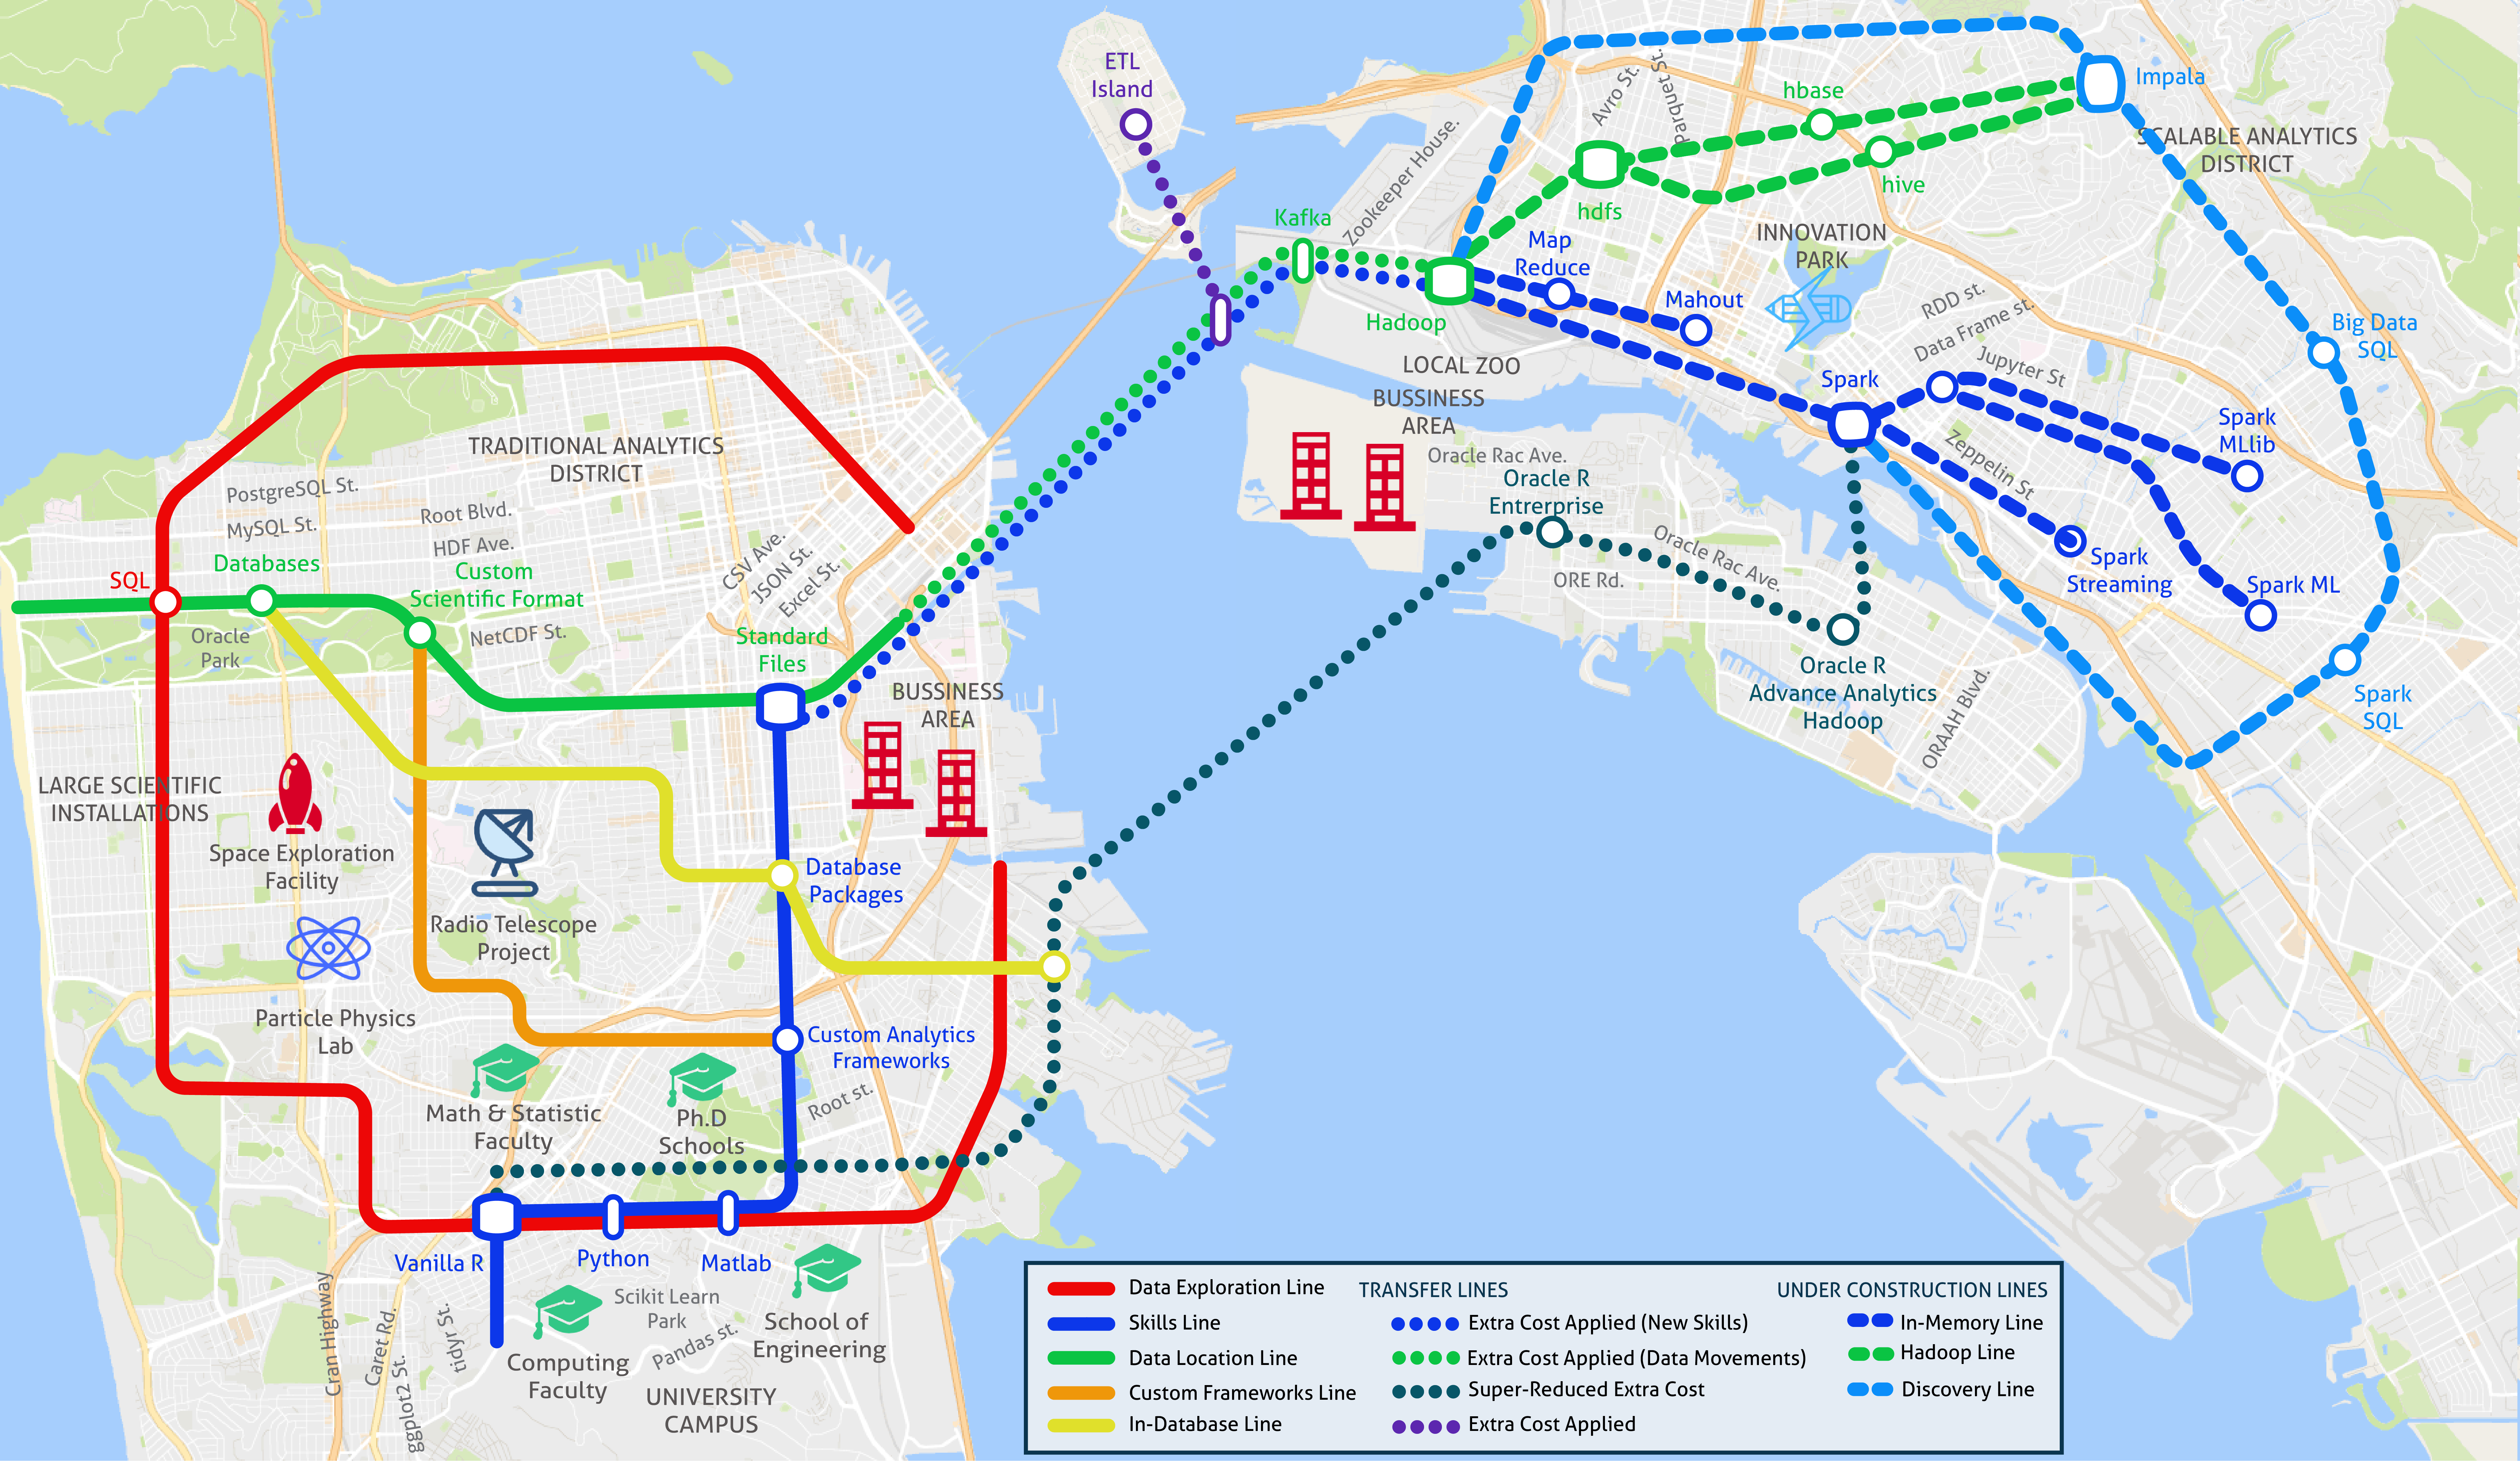 ETL
Island
Kafka
Zookeeper House.
Avro St.
Parquet St.
hbase
Impala
SCALABLE ANALYTICS
DISTRICT
hdfs
hive
Map
Reduce
Mahout
INNOVATION
PARK
Hadoop
LOCAL ZOO
BUSSINESS
AREA
RDD st.
Data Frame st.
Jupyter St
Big Data
SQL
Spark
Spark
MLlib
Zeppelin St
Spark
Streaming
Spark ML
Spark
SQL
Oracle Rac Ave.
Oracle R
Entrerprise
Oracle Rac Ave.
ORE Rd.
Oracle R
Advance Analytics
Hadoop
ORAAH Blvd.
TRADITIONAL ANALYTICS
DISTRICT
PostgreSQL St.
MySQL St.
Root Blvd.
HDF Ave.
SQL
Databases
Custom
Scientific Format
NetCDF St.
Oracle
Park
CSV Ave.
JSON St.
Excel St.
Standard
Files
BUSSINESS
AREA
LARGE SCIENTIFIC
INSTALLATIONS
Space Exploration
Facility
Radio Telescope
Project
Database
Packages
Particle Physics
Lab
Custom Analytics
Frameworks
Math & Statistic
Faculty
Ph.D
Schools
Root st.
Vanilla R
Python
Matlab
Scikit Learn
Park
Pandas st.
School of
Engineering
Computing
Faculty
UNIVERSITY
CAMPUS
Cran Highway
Caret Rd.
ggplot2 St.
tidyr St.
Data Exploration Line
Skills Line
Data Location Line
Custom Frameworks Line
In-Database Line
TRANSFER LINES
Extra Cost Applied (New Skills)
Extra Cost Applied (Data Movements)
Super-Reduced Extra Cost
Extra Cost Applied
UNDER CONSTRUCTION LINES
In-Memory Line
Hadoop Line
Discovery Line